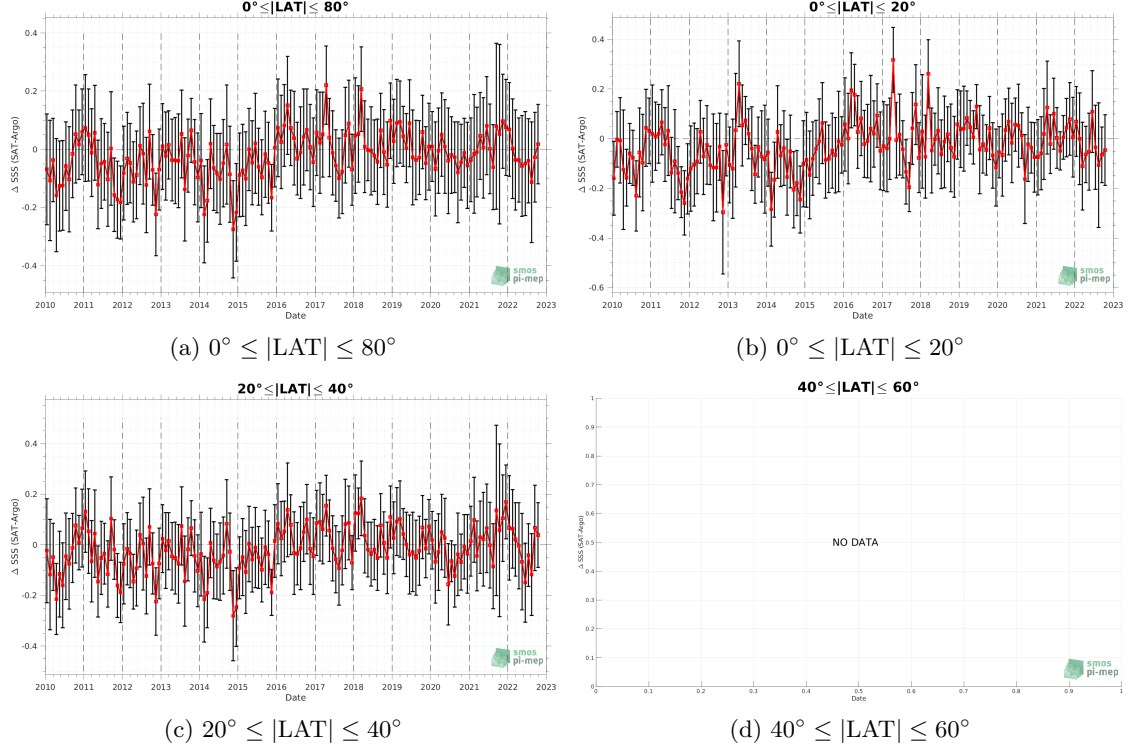 0°≤|LAT|≤ 80°
0.4
0.2
0
-0.2
-0.4
Δ SSS (SAT-Argo)
2010 2011 2012 2013 2014 2015 2016 2017 2018 2019 2020 2021 2022 2023
Date
smos
pi-mep
(a) 0° ≤ |LAT| ≤ 80°
0°≤|LAT|≤ 20°
0.4
0.2
0
-0.2
-0.4
-0.6
Δ SSS (SAT-Argo)
2010 2011 2012 2013 2014 2015 2016 2017 2018 2019 2020 2021 2022 2023
Date
smos
pi-mep
(b) 0° ≤ |LAT| ≤ 20°
20°≤|LAT|≤ 40°
0.4
0.2
0
-0.2
-0.4
Δ SSS (SAT-Argo)
2010 2011 2012 2013 2014 2015 2016 2017 2018 2019 2020 2021 2022 2023
Date
smos
pi-mep
(c) 20° ≤ |LAT| ≤ 40°
40°≤|LAT|≤ 60°
1
0.9
0.8
0.7
0.6
0.5
0.4
0.3
0.2
0.1
0
Δ SSS (SAT-Argo)
NO DATA
0 0.1 0.2 0.3 0.4 0.5 0.6 0.7 0.8 0.9 1
Date
smos
pi-mep
(d) 40° ≤ |LAT| ≤ 60°